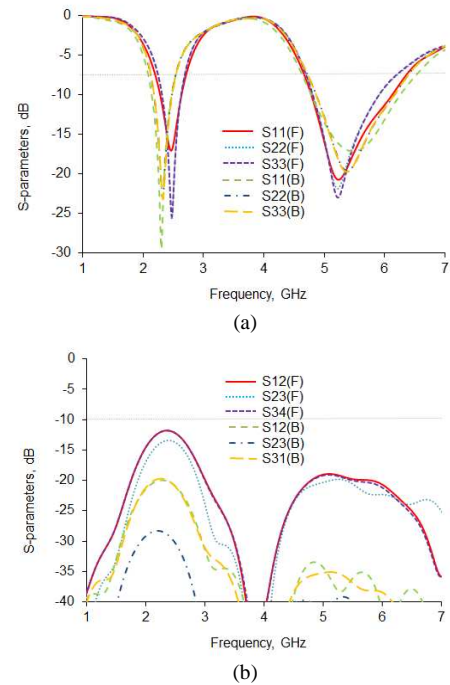 0
-5
-10
-15
-20
-25
-30
S-parameters, dB
S11(F)
S22(F)
S33(F)
S11(B)
S22(B)
S33(B)
1 2 3 4 5 6 7
Frequency, GHz
(a)
0
-5
-10
-15
-20
-25
-30
-35
-40
S-parameters, dB
S12(F)
S23(F)
S34(F)
S12(B)
S23(B)
S31(B)
1 2 3 4 5 6 7
Frequency, GHz
(b)